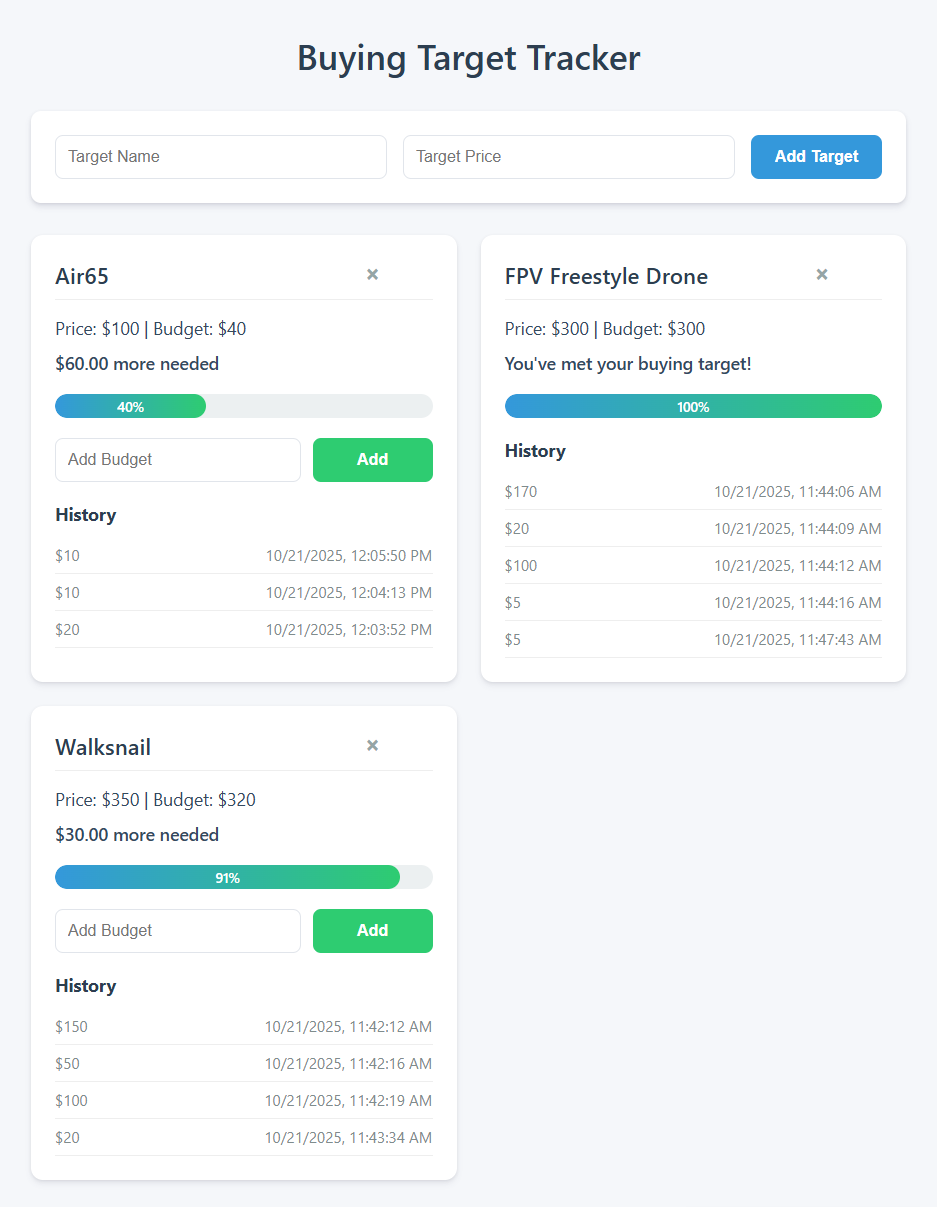 Buying Target Tracker
Target Name
Target Price
Add Target
Air65
×
Price: $100 | Budget: $40
$60.00 more needed
40%
Add Budget
Add
History
$10 10/21/2025, 12:05:50 PM
$10 10/21/2025, 12:04:13 PM
$20 10/21/2025, 12:03:52 PM
FPV Freestyle Drone
×
Price: $300 | Budget: $300
You've met your buying target!
100%
History
$170 10/21/2025, 11:44:06 AM
$20 10/21/2025, 11:44:09 AM
$100 10/21/2025, 11:44:12 AM
$5 10/21/2025, 11:44:16 AM
$5 10/21/2025, 11:47:43 AM
Walksnail
×
Price: $350 | Budget: $320
$30.00 more needed
91%
Add Budget
Add
History
$150 10/21/2025, 11:42:12 AM
$50 10/21/2025, 11:42:16 AM
$100 10/21/2025, 11:42:19 AM
$20 10/21/2025, 11:43:34 AM